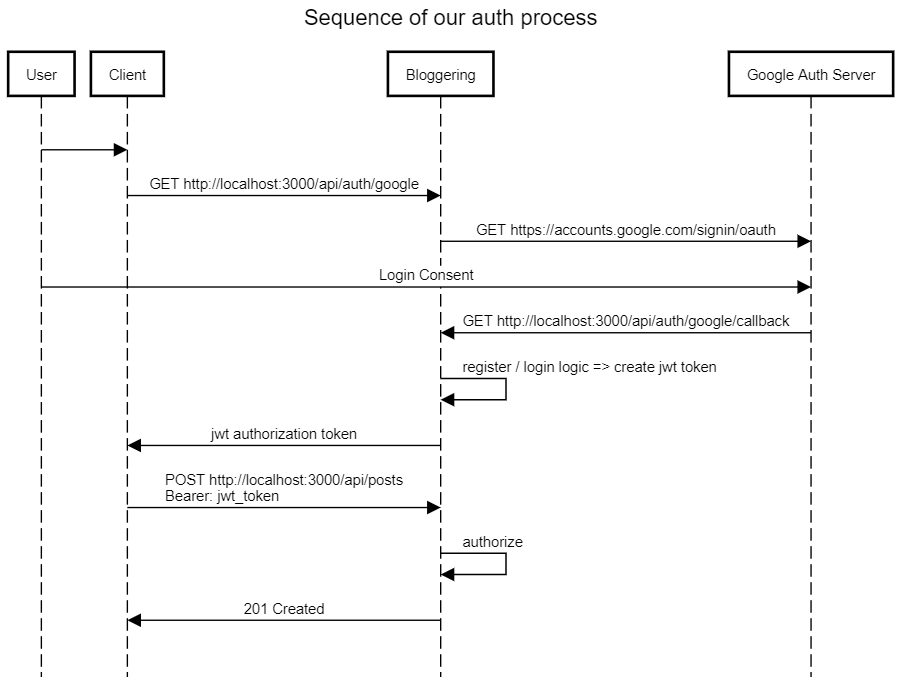 Sequence of our auth process
User
Client
Bloggering
Google Auth Server
GET http://localhost:3000/api/auth/google
GET https://accounts.google.com/signin/oauth
Login Consent
GET http://localhost:3000/api/auth/google/callback
register / login logic => create jwt token
jwt authorization token
POST http://localhost:3000/api/posts
Bearer: jwt_token
authorize
201 Created